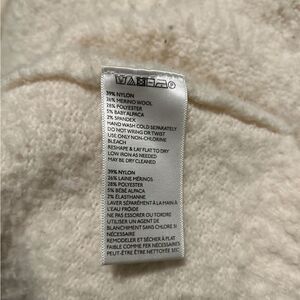 39% NYLON
26% MERINO WOOL
28% POLYESTER
5% BABY ALPACA
2% SPANDEX
HAND WASH COLD SEPARATELY
DO NOT WRING OR TWIST
USE ONLY NON-CHLORINE
BLEACH
RESHAPE & LAY FLAT TO DRY
LOW IRON AS NEEDED
MAY BE DRY CLEANED
39% NYLON
26% LAINE MÉRINOS
28% POLYESTER
5% BÉBÉ ALPACA
2% ÉLASTHANNE
LAVER SÉPARÉMENT À LA MAIN À
L'EAU FROIDE
NE PAS ESSORER OU TORDRE
UTILISER UN AGENT DE
BLANCHIMENT SANS CHLORE SI
NÉCESSAIRE
REMODELER ET SÉCHER À PLAT
FAIBLE COMME FER NÉCESSAIRES
PEUT-ÊTRE ÊTRE NETTOYÉE SEC